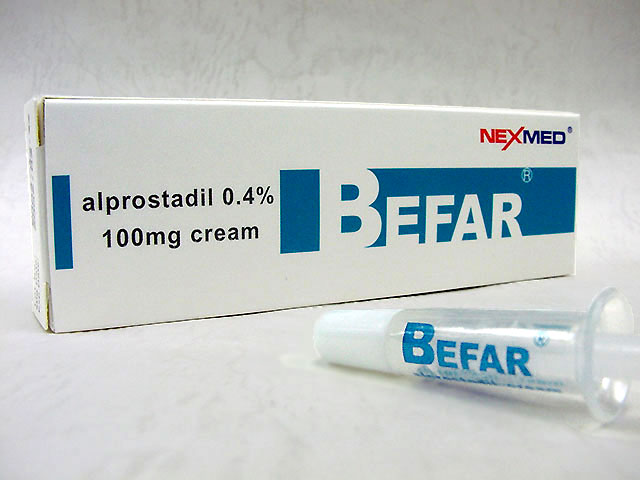 NEXMED®
alprostadil 0.4%
100mg cream
BEFAR®
BEFAR®